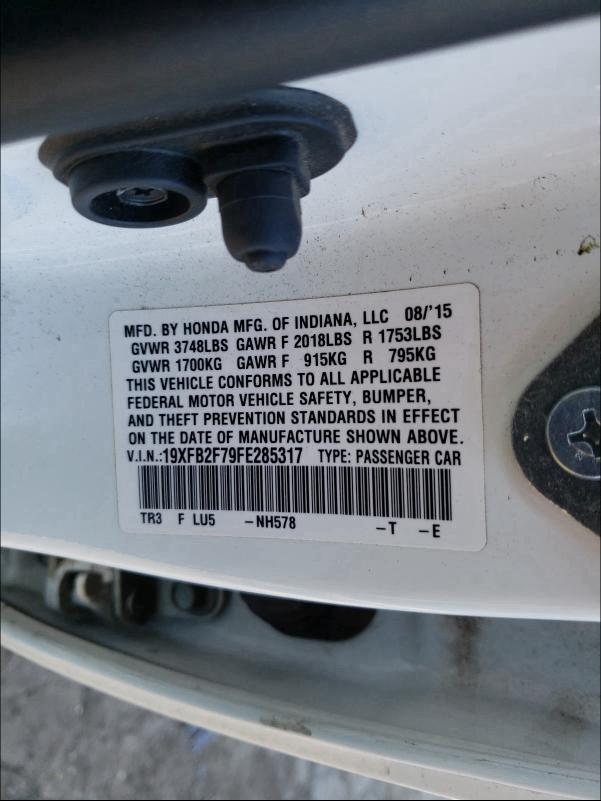 MFD. BY HONDA MFG. OF INDIANA, LLC 08/'15
GVWR 3748LBS GAWR F 2018LBS R 1753LBS
GVWR 1700KG GAWR F 915KG R 795KG
THIS VEHICLE CONFORMS TO ALL APPLICABLE
FEDERAL MOTOR VEHICLE SAFETY, BUMPER,
AND THEFT PREVENTION STANDARDS IN EFFECT
ON THE DATE OF MANUFACTURE SHOWN ABOVE.
V.I.N.:19XFB2F79FE285317 TYPE: PASSENGER CAR
TR3 F LU5 -NH578 -T -E